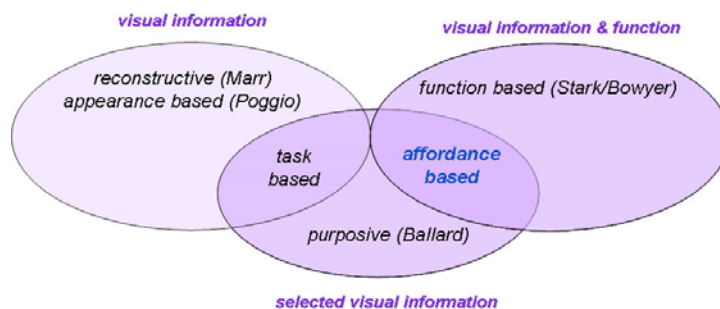 visual information
visual information & function
reconstructive (Marr)
appearance based (Poggio)
function based (Stark/Bowyer)
task
based
affordance
based
purposive (Ballard)
selected visual information